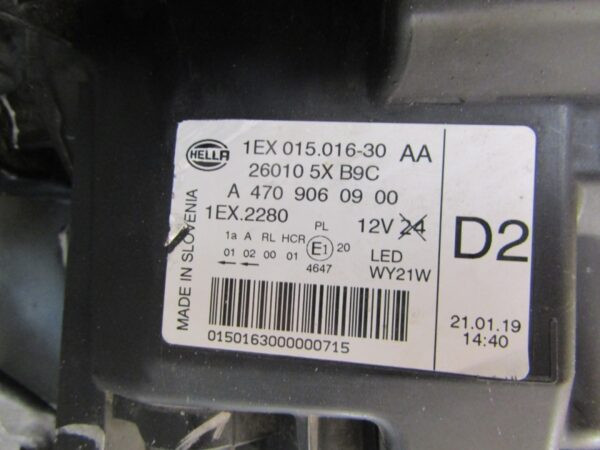 HELLA
1EX 015.016-30 AA
26010 5X B9C
A 470 906 09 00
1EX.2280
12V 24
PL
1a A RL HCR E1 20
01 02 00 01
4647
LED
WY21W
MADE IN SLOVENIA
0150163000000715
D2
21.01.19
14:40